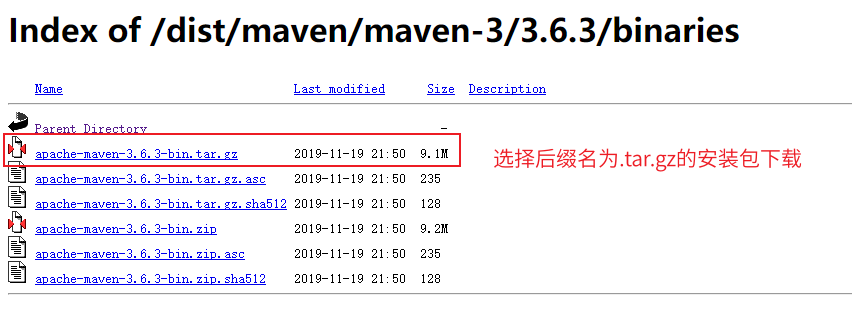 Index of /dist/maven/maven-3/3.6.3/binaries
Name Last modified Size Description
Parent Directory -
apache-maven-3.6.3-bin.tar.gz 2019-11-19 21:50 9.1M
选择后缀名为.tar.gz的安装包下载
apache-maven-3.6.3-bin.tar.gz.asc 2019-11-19 21:50 235
apache-maven-3.6.3-bin.tar.gz.sha512 2019-11-19 21:50 128
apache-maven-3.6.3-bin.zip 2019-11-19 21:50 9.2M
apache-maven-3.6.3-bin.zip.asc 2019-11-19 21:50 235
apache-maven-3.6.3-bin.zip.sha512 2019-11-19 21:50 128